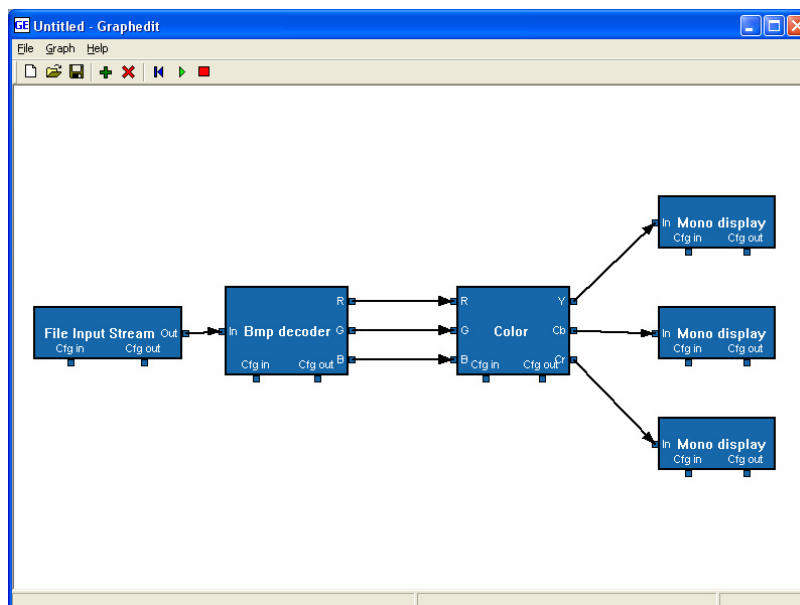 GE Untitled - Graphedit
File Graph Help
In Mono display
Cfg in Cfg out
File Input Stream Out
Cfg in Cfg out
R
In Bmp decoder G
B
Cfg in Cfg out
R Y
G Color Cb
B Cr
Cfg in Cfg out
In Mono display
Cfg in Cfg out
In Mono display
Cfg in Cfg out